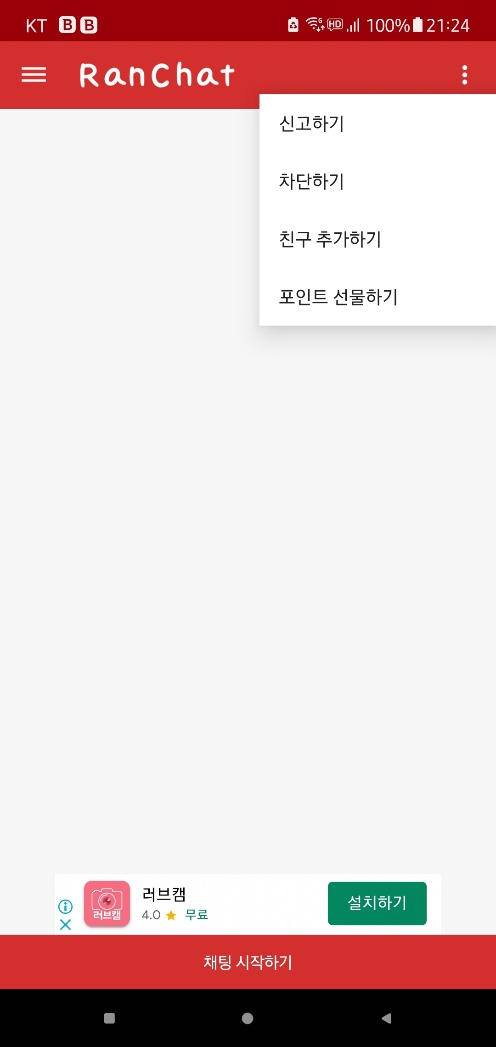 KT B B 100% 21:24
RanChat
신고하기
차단하기
친구 추가하기
포인트 선물하기
러브캠
러브캠
4.0 무료
설치하기
채팅 시작하기